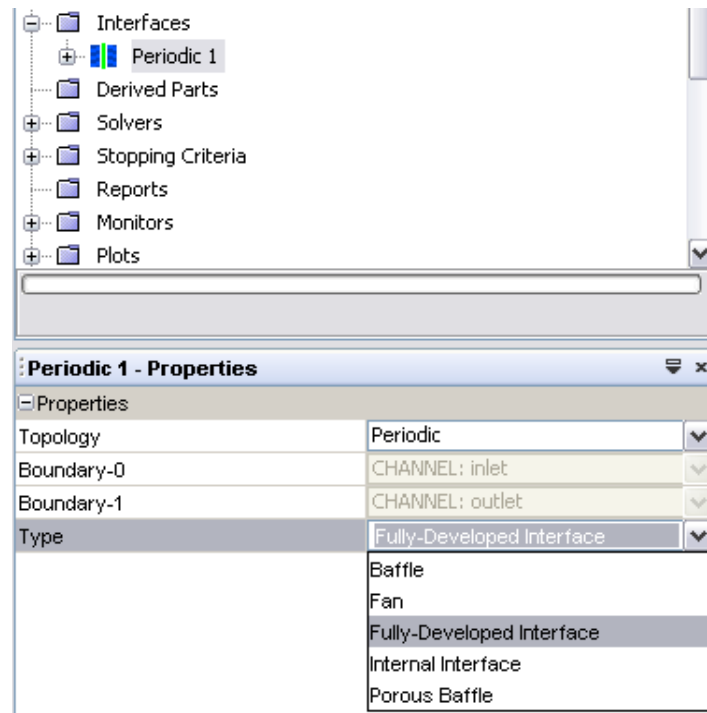 Interfaces
Periodic 1
Derived Parts
Solvers
Stopping Criteria
Reports
Monitors
Plots
Periodic 1 - Properties
Properties
Topology Periodic
Boundary-0 CHANNEL: inlet
Boundary-1 CHANNEL: outlet
Type Fully-Developed Interface
Baffle
Fan
Fully-Developed Interface
Internal Interface
Porous Baffle